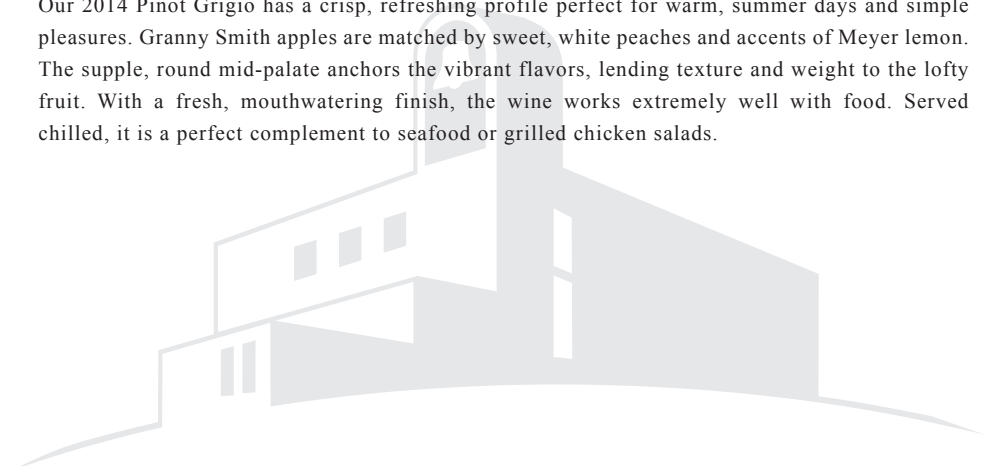 Our 2014 Pinot Grigio has a crisp, refreshing profile perfect for warm, summer days and simple
pleasures. Granny Smith apples are matched by sweet, white peaches and accents of Meyer lemon.
The supple, round mid-palate anchors the vibrant flavors, lending texture and weight to the lofty
fruit. With a fresh, mouthwatering finish, the wine works extremely well with food. Served
chilled, it is a perfect complement to seafood or grilled chicken salads.